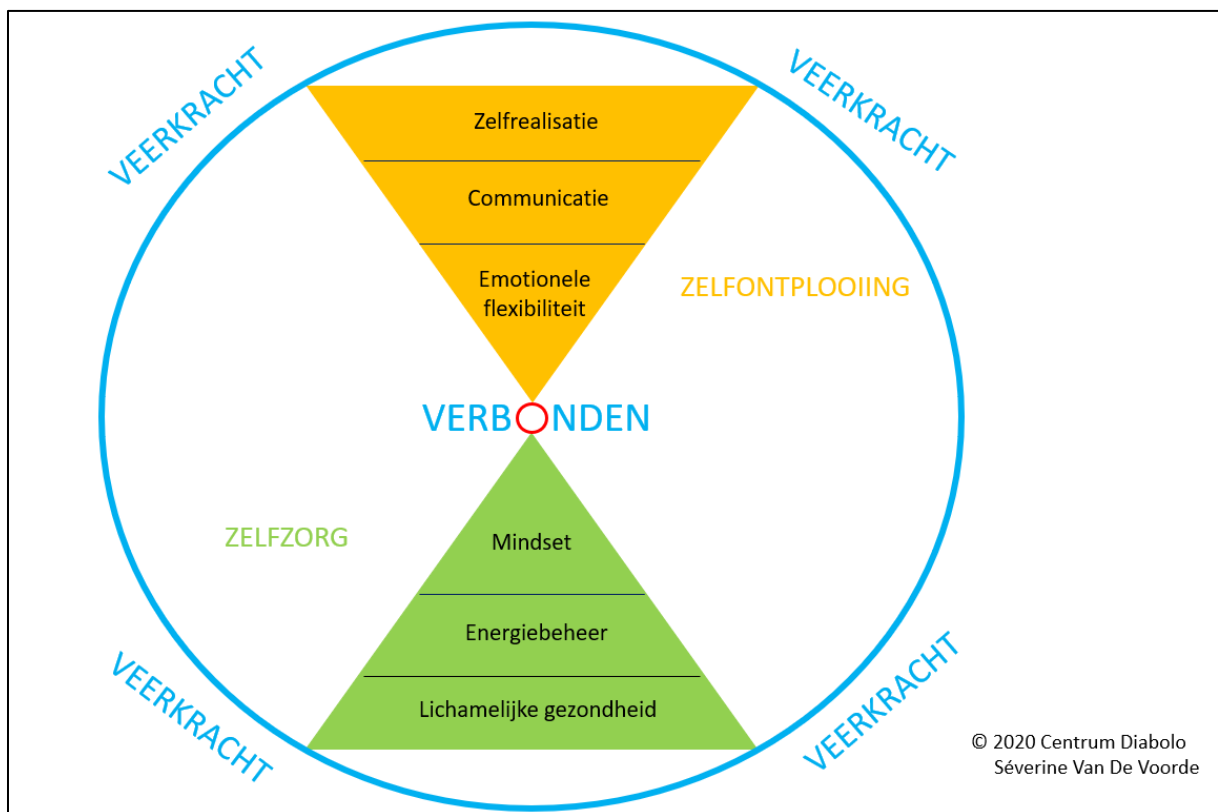 VEERKRACHT
VEERKRACHT
Zelfrealisatie
Communicatie
Emotionele
flexibiliteit
ZELFONTPLOOIING
VERBONDEN
Mindset
ZELFZORG
Energiebeheer
Lichamelijke gezondheid
VEERKRACHT
VEERKRACHT
© 2020 Centrum Diabolo
Séverine Van De Voorde